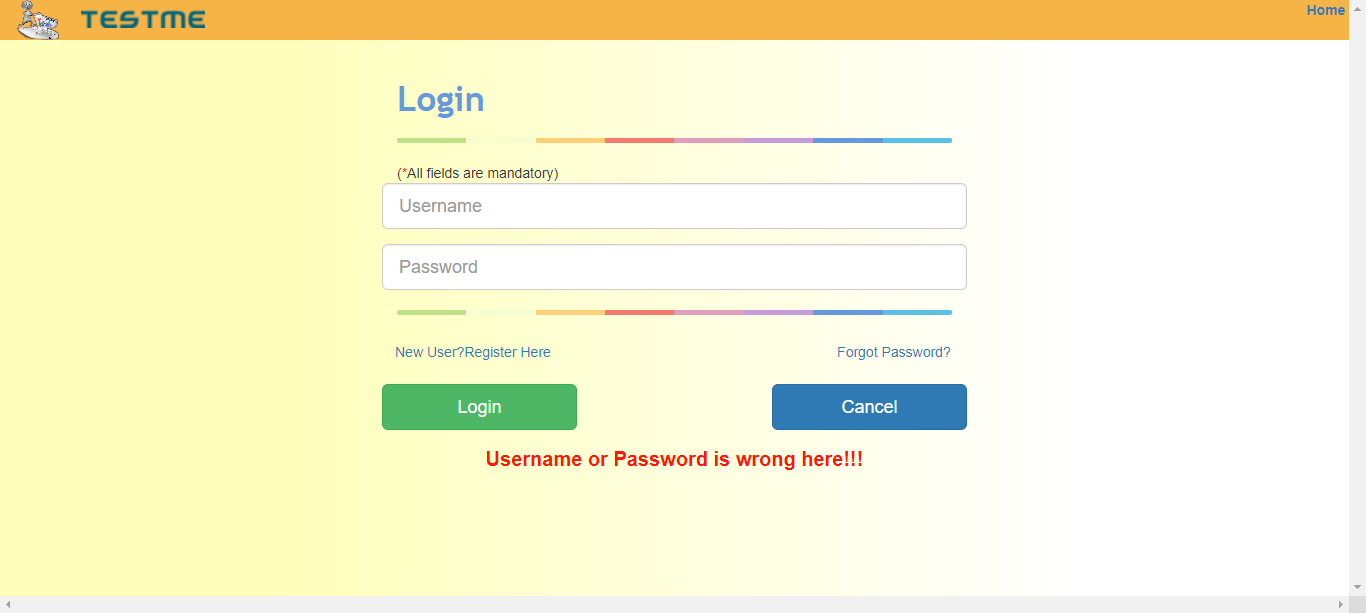 TESTME
Home
Login
(*All fields are mandatory)
Username
Password
New User?Register Here
Forgot Password?
Login
Cancel
Username or Password is wrong here!!!